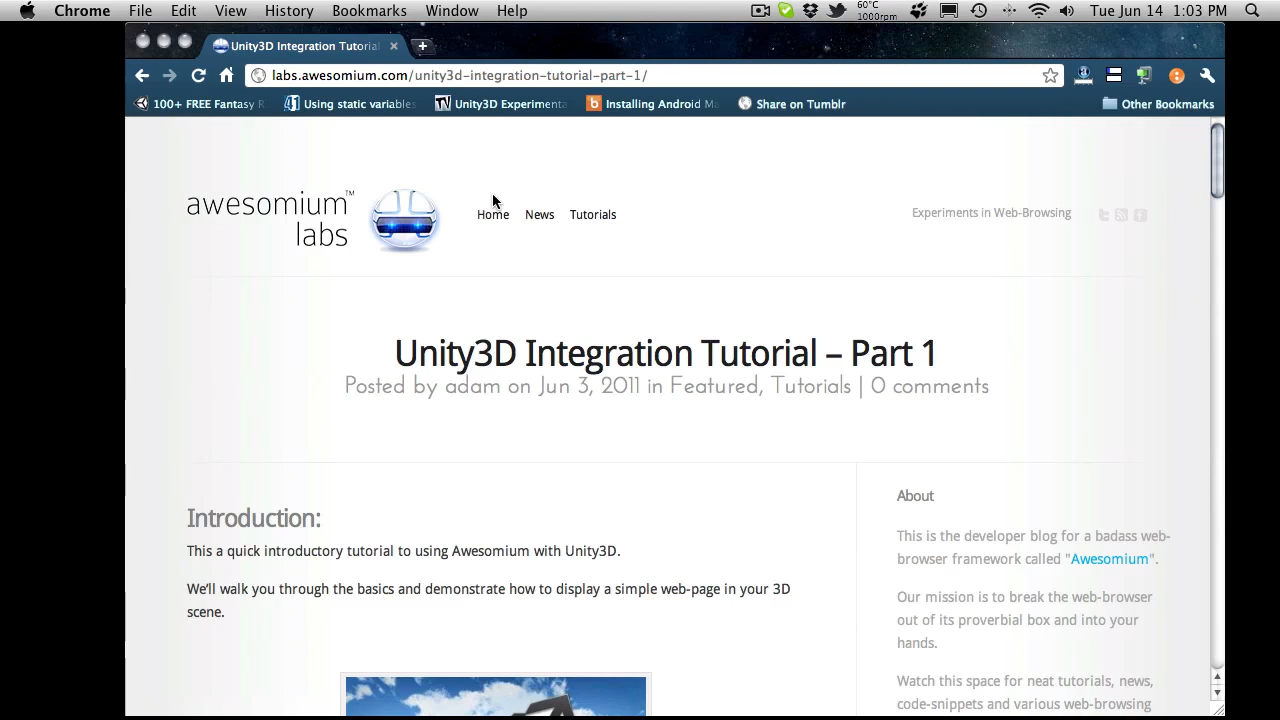 Chrome File Edit View History Bookmarks Window Help 60°C 1000rpm Tue Jun 14 1:03 PM
Unity3D Integration Tutorial
labs.awesomium.com/unity3d-integration-tutorial-part-1/
100+ FREE Fantasy R Using static variables Unity3D Experimenta Installing Android Ma Share on Tumblr Other Bookmarks
awesomium™
labs
Home News Tutorials
Experiments in Web-Browsing
Unity3D Integration Tutorial – Part 1
Posted by adam on Jun 3, 2011 in Featured, Tutorials | 0 comments
Introduction:
This a quick introductory tutorial to using Awesomium with Unity3D.
We'll walk you through the basics and demonstrate how to display a simple web-page in your 3D
scene.
About
This is the developer blog for a badass web-
browser framework called "Awesomium".
Our mission is to break the web-browser
out of its proverbial box and into your
hands.
Watch this space for neat tutorials, news,
code-snippets and various web-browsing